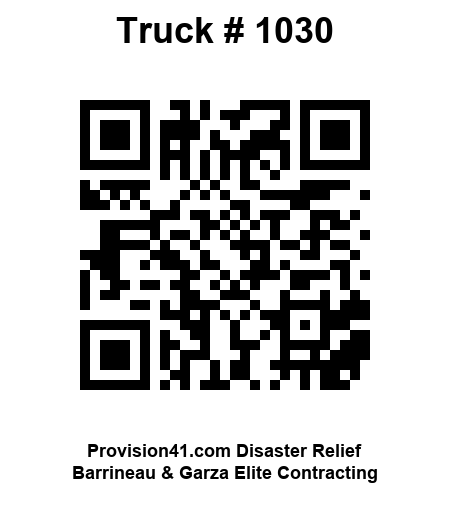 Truck # 1030
Provision41.com Disaster Relief
Barrineau & Garza Elite Contracting